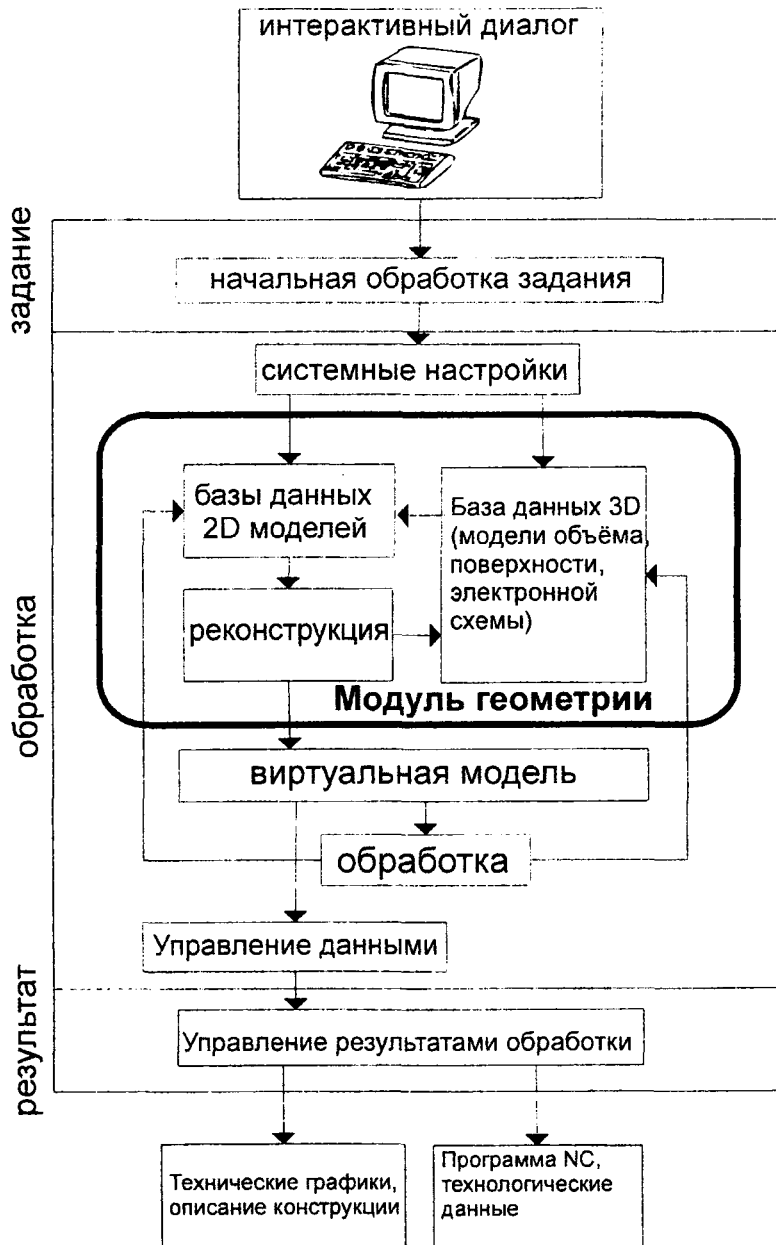 интерактивный диалог
задание
начальная обработка задания
системные настройки
базы данных
2D моделей
База данных 3D
(модели объёма,
поверхности,
электронной
схемы)
реконструкция
Модуль геометрии
обработка
виртуальная модель
обработка
Управление данными
результат
Управление результатами обработки
Технические графики,
описание конструкции
Программа NC,
технологические
данные